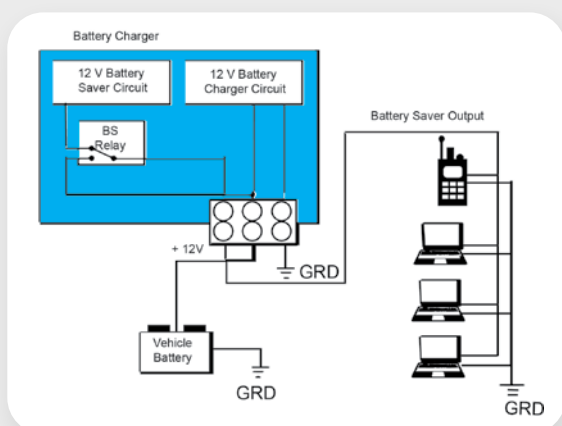 Battery Charger
12 V Battery
Saver Circuit
12 V Battery
Charger Circuit
BS
Relay
Battery Saver Output
+ 12V
GRD
Vehicle
Battery
GRD
GRD